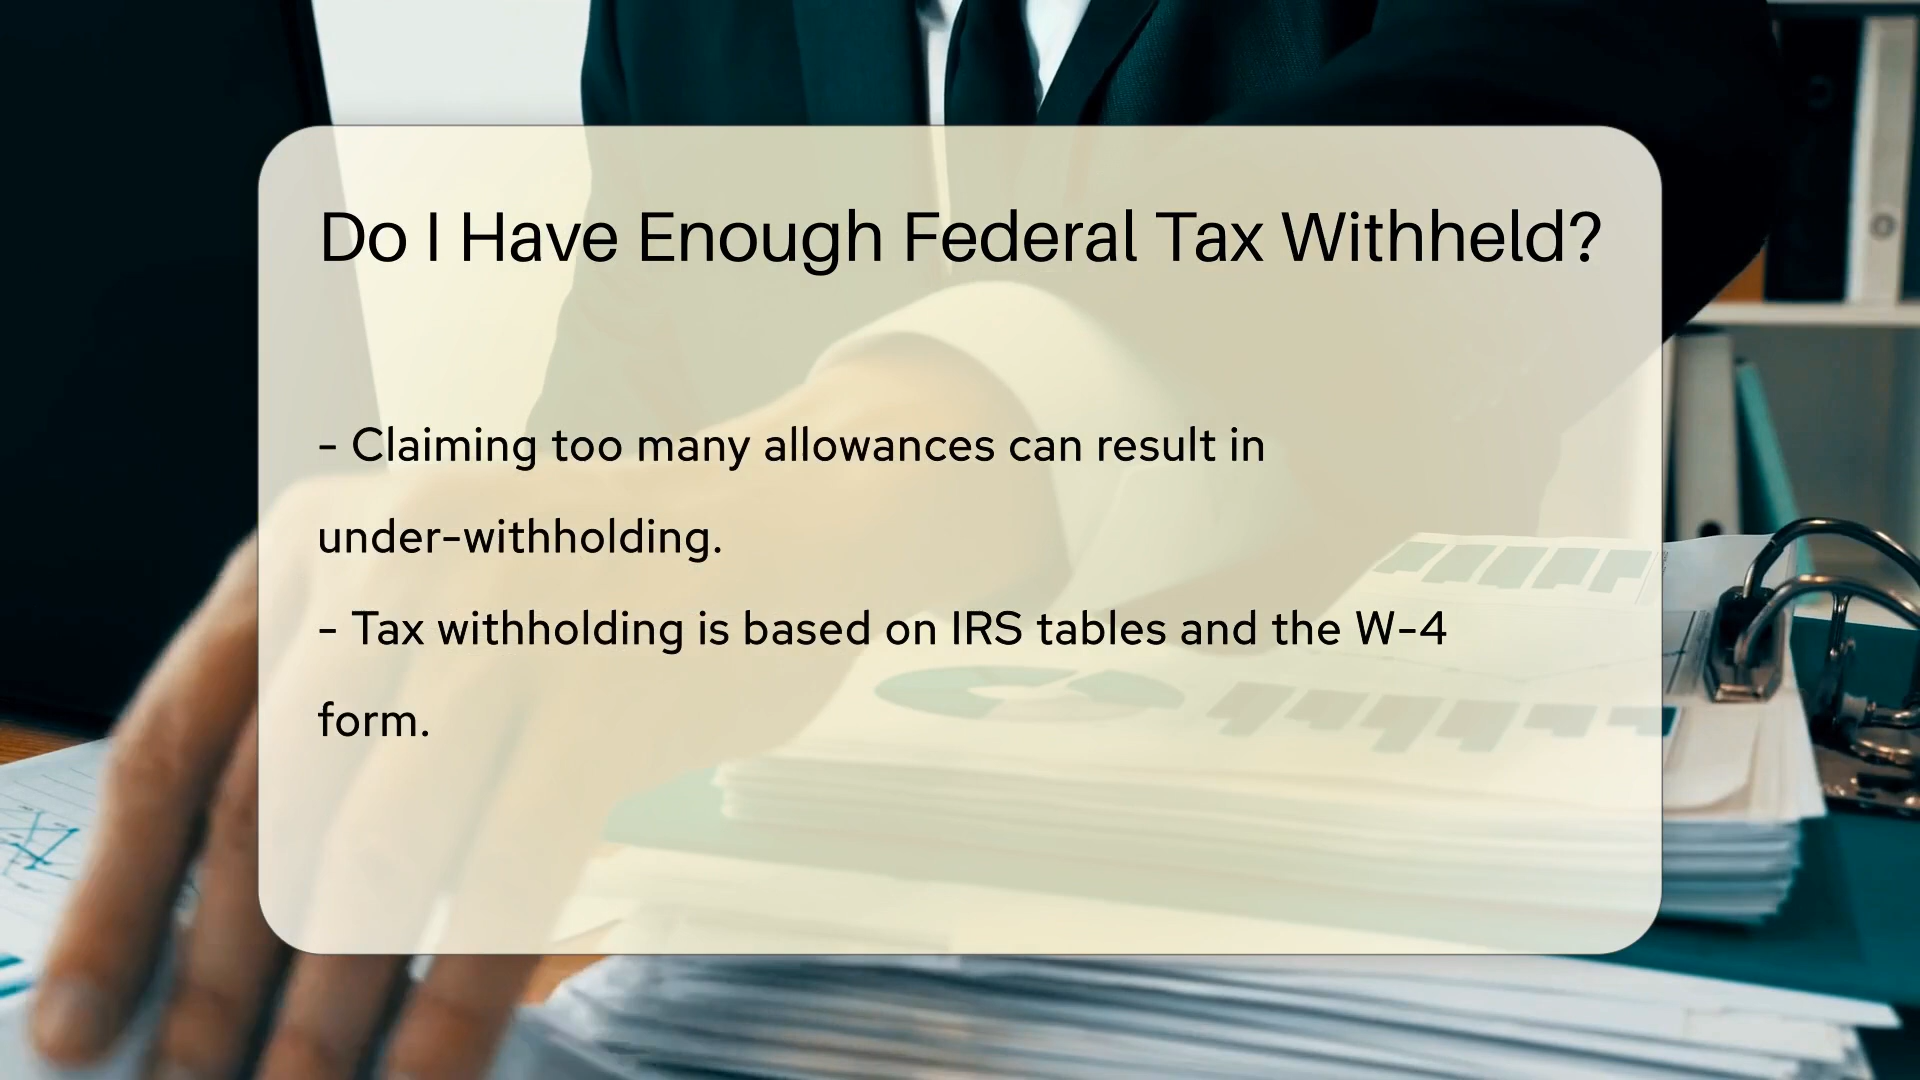 Do I Have Enough Federal Tax Withheld?
- Claiming too many allowances can result in
under-withholding.
- Tax withholding is based on IRS tables and the W-4
form.